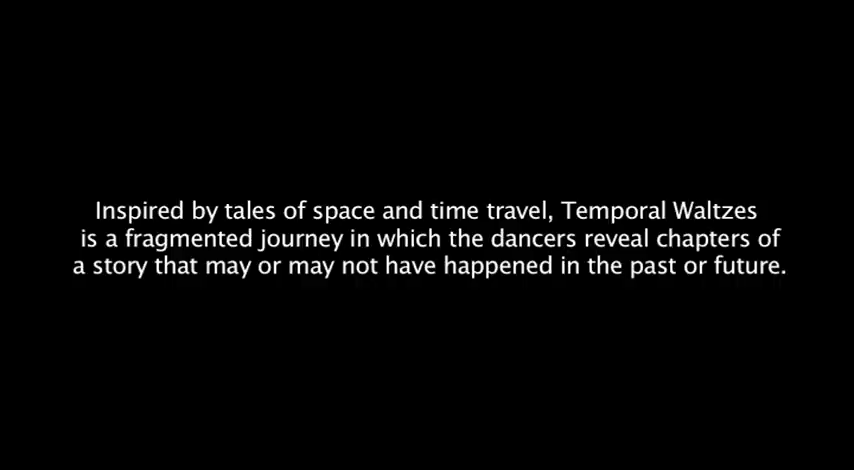 Inspired by tales of space and time travel, Temporal Waltzes
is a fragmented journey in which the dancers reveal chapters of
a story that may or may not have happened in the past or future.